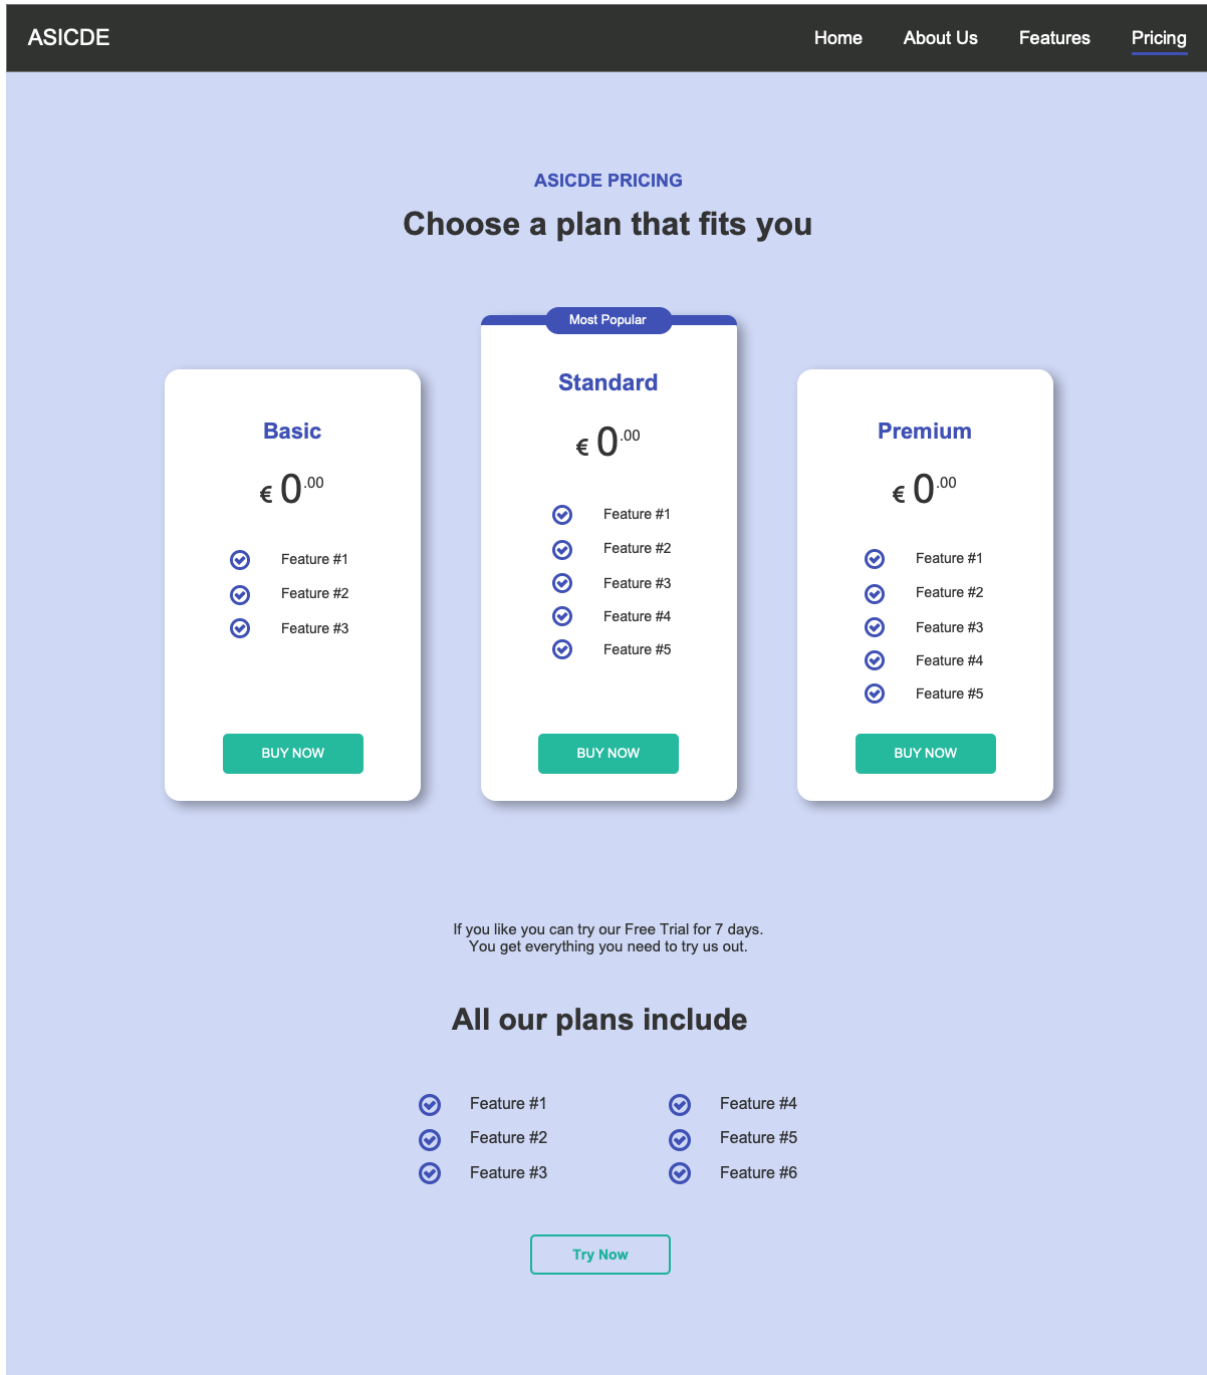 ASICDE
Home
About Us
Features
Pricing
ASICDE PRICING
Choose a plan that fits you
Basic
€ 0.00
Feature #1
Feature #2
Feature #3
BUY NOW
Most Popular
Standard
€ 0.00
Feature #1
Feature #2
Feature #3
Feature #4
Feature #5
BUY NOW
Premium
€ 0.00
Feature #1
Feature #2
Feature #3
Feature #4
Feature #5
BUY NOW
If you like you can try our Free Trial for 7 days.
You get everything you need to try us out.
All our plans include
Feature #1
Feature #2
Feature #3
Feature #4
Feature #5
Feature #6
Try Now